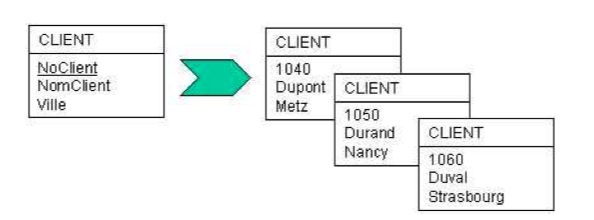 CLIENT
NoClient
NomClient
Ville
CLIENT
1040
Dupont
Metz
CLIENT
1050
Durand
Nancy
CLIENT
1060
Duval
Strasbourg